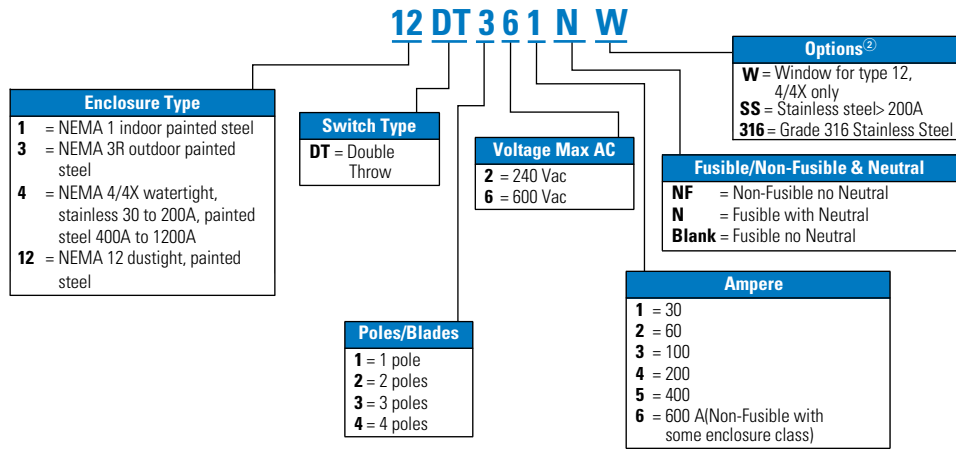 12 DT 3 6 1 N W
Options②
W = Window for type 12,
4/4X only
SS = Stainless steel> 200A
316 = Grade 316 Stainless Steel
Enclosure Type
1 = NEMA 1 indoor painted steel
3 = NEMA 3R outdoor painted
steel
4 = NEMA 4/4X watertight,
stainless 30 to 200A, painted
steel 400A to 1200A
12 = NEMA 12 dustight, painted
steel
Switch Type
DT = Double
Throw
Voltage Max AC
2 = 240 Vac
6 = 600 Vac
Fusible/Non-Fusible & Neutral
NF = Non-Fusible no Neutral
N = Fusible with Neutral
Blank = Fusible no Neutral
Poles/Blades
1 = 1 pole
2 = 2 poles
3 = 3 poles
4 = 4 poles
Ampere
1 = 30
2 = 60
3 = 100
4 = 200
5 = 400
6 = 600 A(Non-Fusible with
some enclosure class)